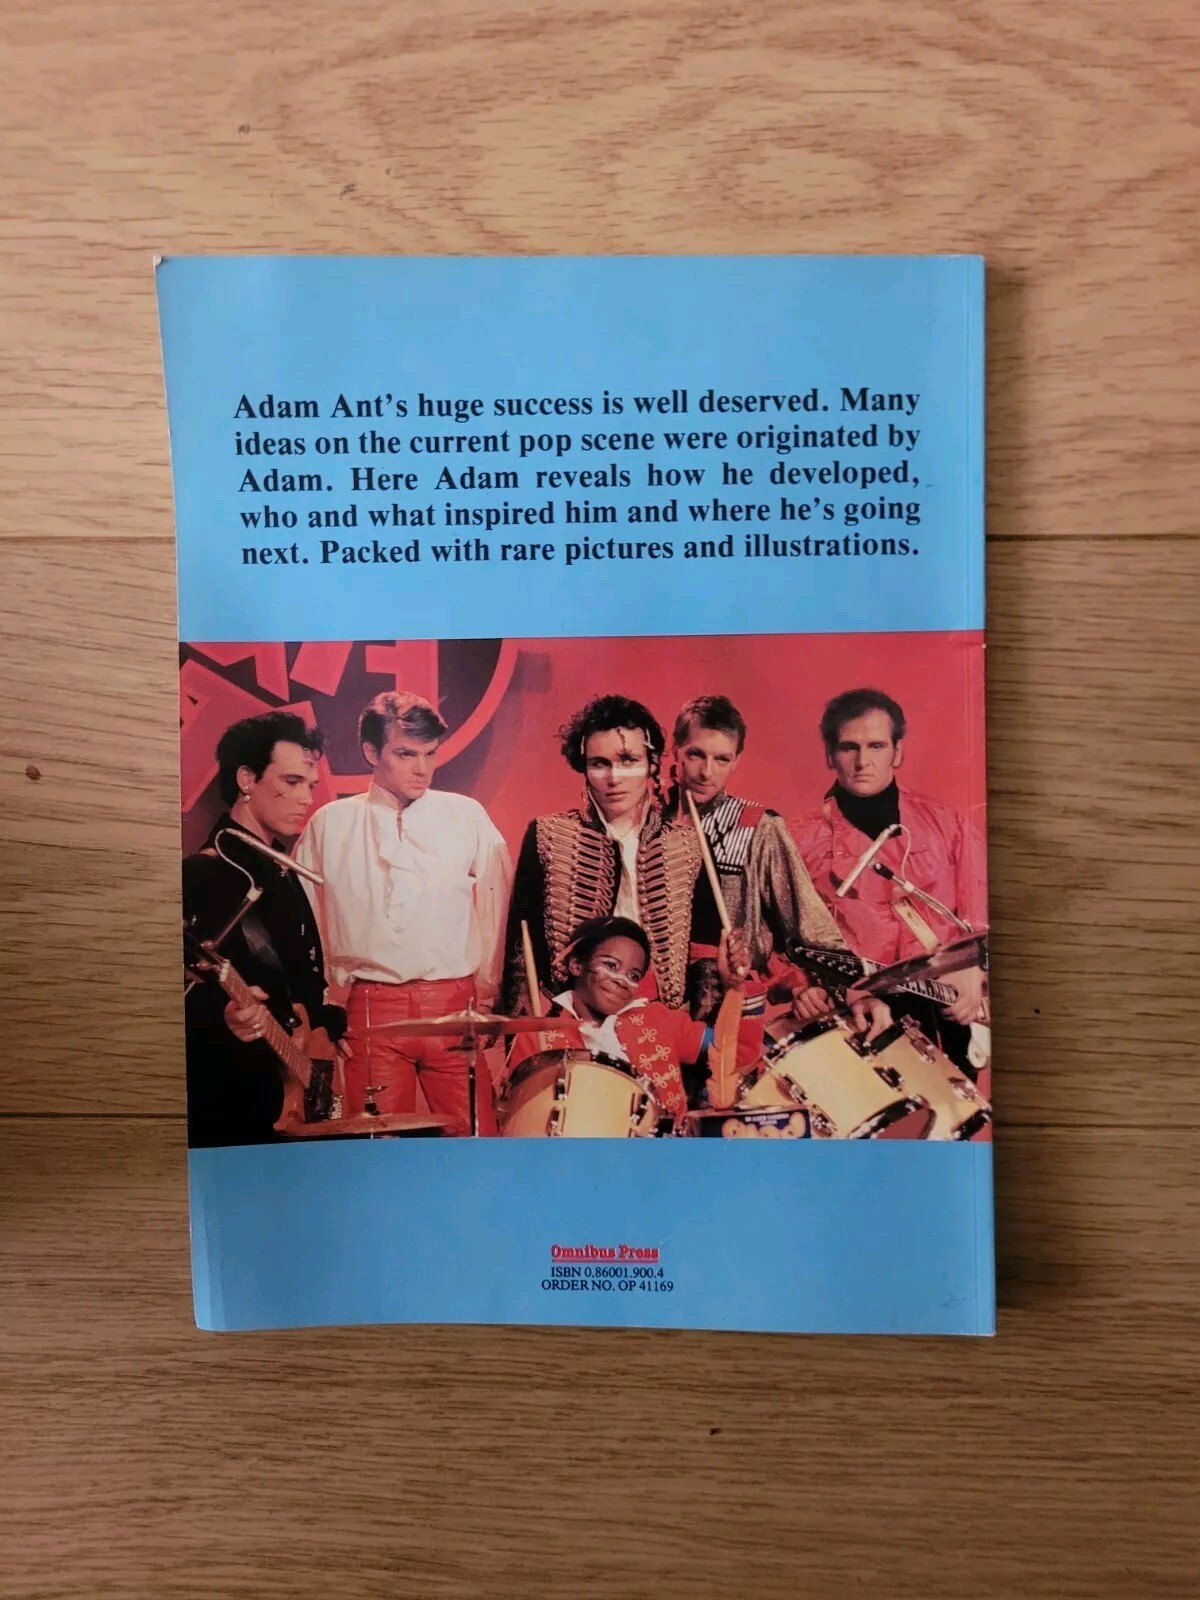 Adam Ant's huge success is well deserved. Many
ideas on the current pop scene were originated by
Adam. Here Adam reveals how he developed,
who and what inspired him and where he's going
next. Packed with rare pictures and illustrations.
Omnibus Press
ISBN 0.86001.900.4
ORDER NO. OP 41169